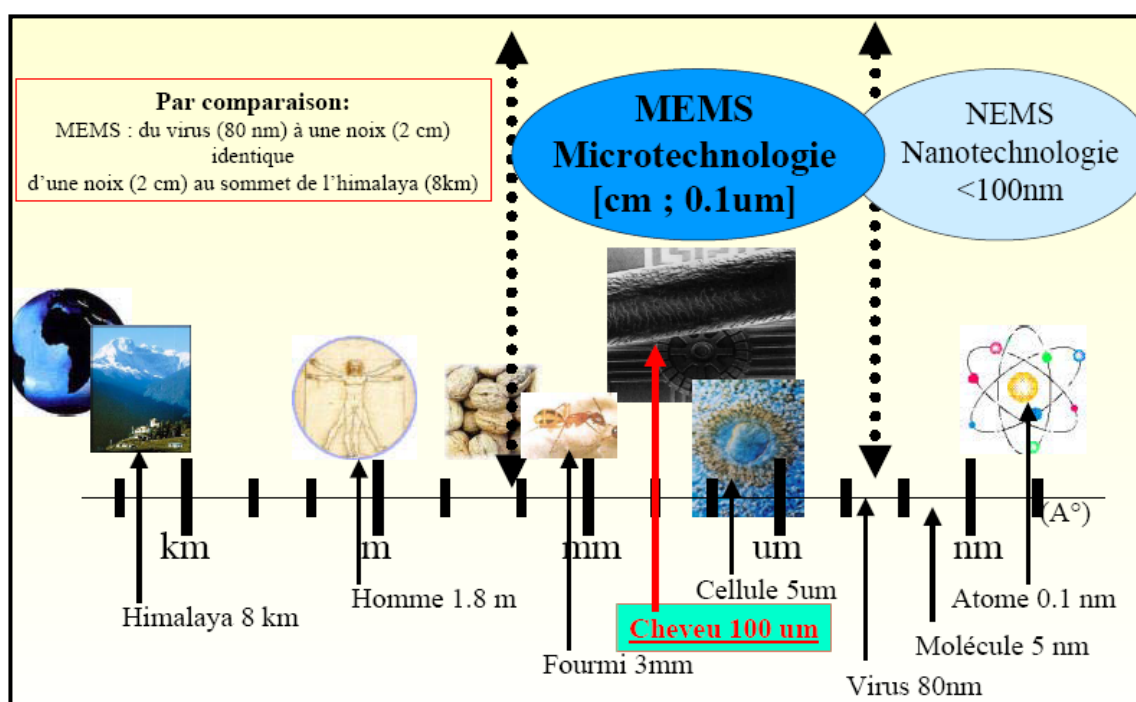 Par comparaison:
MEMS : du virus (80 nm) à une noix (2 cm)
identique
d'une noix (2 cm) au sommet de l'himalaya (8km)
MEMS
Microtechnologie
[cm ; 0.1um]
NEMS
Nanotechnologie
<100nm
(A°)
km
m
mm
um
nm
Himalaya 8 km
Homme 1.8 m
Fourmi 3mm
Cheveu 100 um
Cellule 5um
Virus 80nm
Molécule 5 nm
Atome 0.1 nm